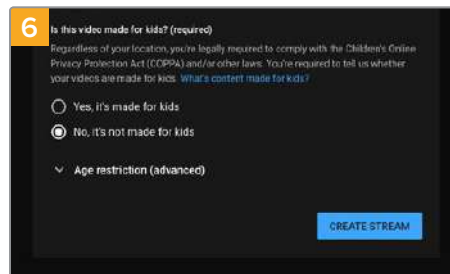 6
Is this video made for kids? (required)
Regardless of your location, you're legally required to comply with the Children's Online
Privacy Protection Act (COPPA) and/or other laws. You're required to tell us whether
your videos are made for kids. What's content made for kids?
Yes, it's made for kids
No, it's not made for kids
Age restriction (advanced)
CREATE STREAM